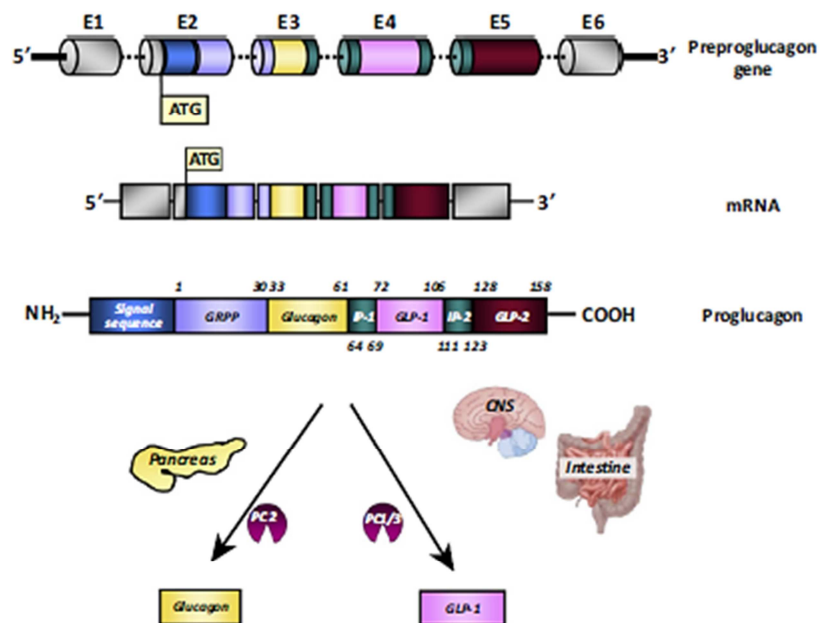 E1 E2 E3 E4 E5 E6
5′ 3′ Preproglucagon
gene
ATG
ATG
5′ 3′ mRNA
1 30 33 61 72 106 128 158
NH₂ Signal
sequence GRPP Glucagon IP-1 GLP-1 IP-2 GLP-2 COOH Proglucagon
64 69 111 123
CNS
Pancreas Intestine
PC2 PC1/3
Glucagon GLP-1